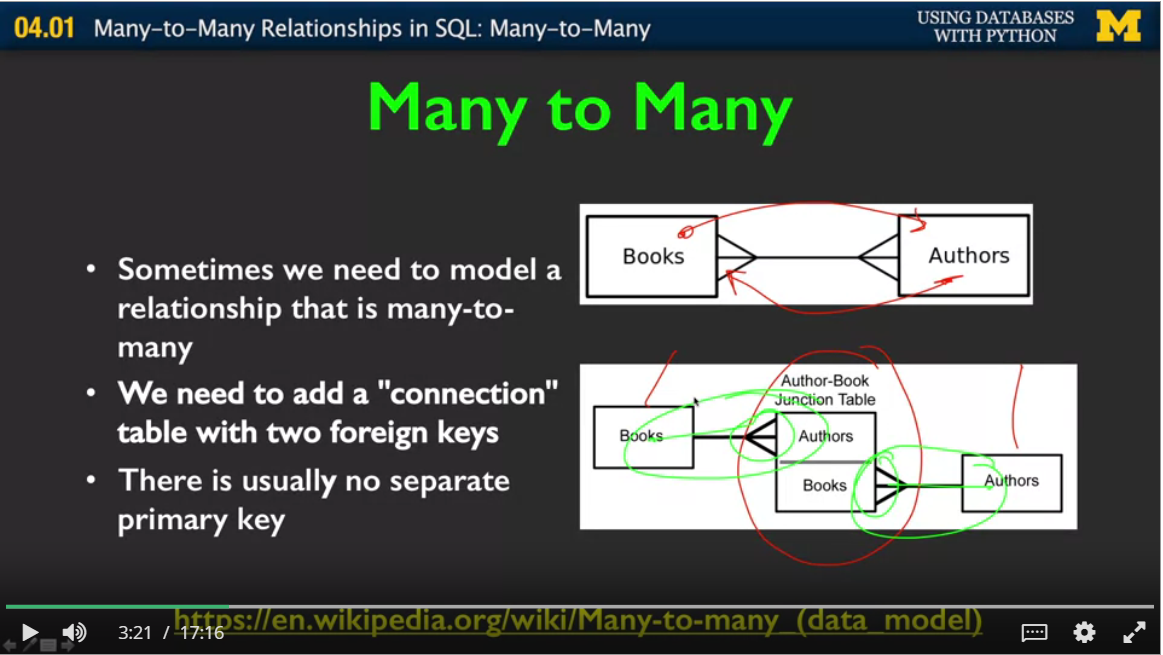 04.01 Many-to-Many Relationships in SQL: Many-to-Many
USING DATABASES
WITH PYTHON
M
Many to Many
• Sometimes we need to model a
relationship that is many-to-
many
• We need to add a "connection"
table with two foreign keys
• There is usually no separate
primary key
Books
Authors
Author-Book
Junction Table
Books
Authors
Books
Authors
https://en.wikipedia.org/wiki/Many-to-many_(data_model)
3:21 / 17:16